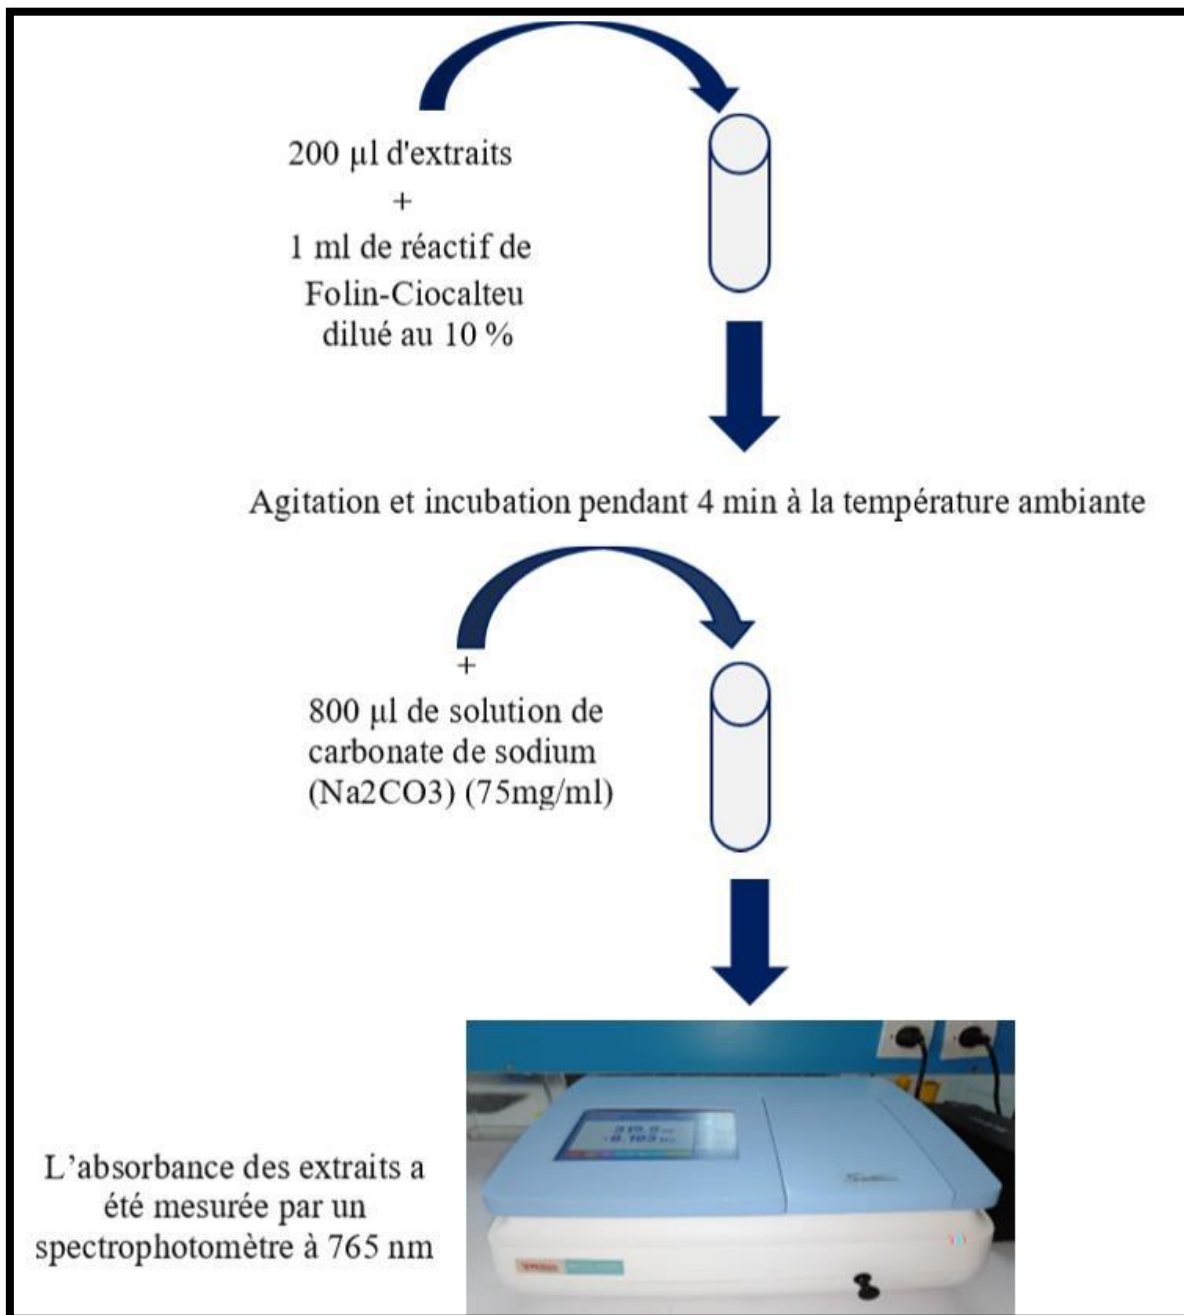 200 µl d'extraits
+
1 ml de réactif de
Folin-Ciocalteu
dilué au 10 %
Agitation et incubation pendant 4 min à la température ambiante
+
800 µl de solution de
carbonate de sodium
(Na2CO3) (75mg/ml)
L’absorbance des extraits a
été mesurée par un
spectrophotomètre à 765 nm